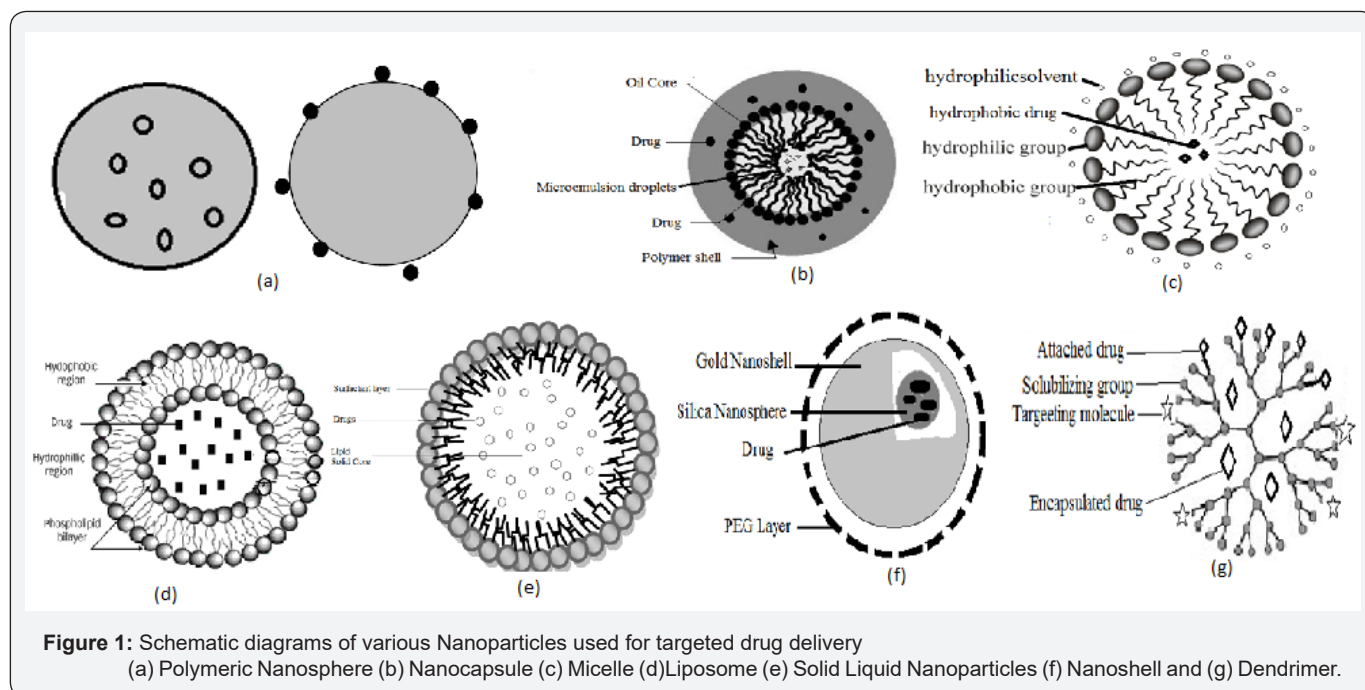 (a)
Oil Core
Drug
Microemulsion droplets
Drug
Polymer shell
(b)
hydrophilicsolvent
hydrophobic drug
hydrophilic group
hydrophobic group
(c)
Hydophobic
region
Drug
Hydrophillic
region
Phospholipid
bilayer
(d)
Surfactant layer
Drugs
Lipid
Solid Core
(e)
Gold Nanoshell
Silica Nanosphere
Drug
PEG Layer
(f)
Attached drug
Solubilizing group
Targeting molecule
Encapsulated drug
(g)
Figure 1: Schematic diagrams of various Nanoparticles used for targeted drug delivery
(a) Polymeric Nanosphere (b) Nanocapsule (c) Micelle (d)Liposome (e) Solid Liquid Nanoparticles (f) Nanoshell and (g) Dendrimer.